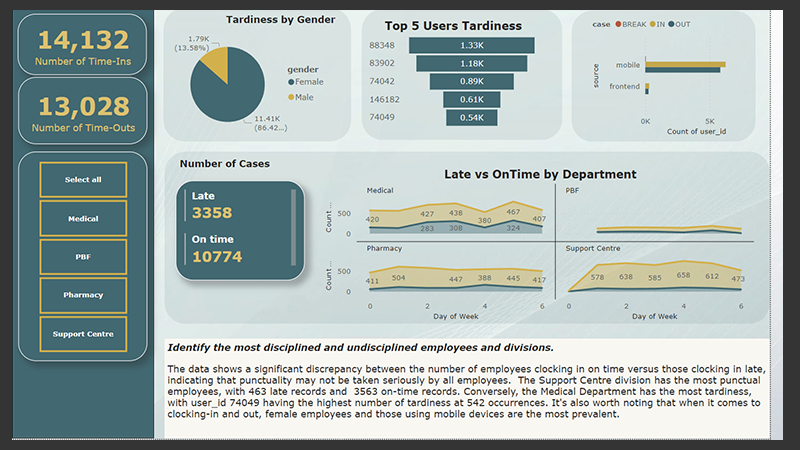 14,132
Number of Time-Ins
13,028
Number of Time-Outs
Select all
Medical
PBF
Pharmacy
Support Centre
Tardiness by Gender
1.79K
(13.58%)
11.41K
(86.42...)
gender
Female
Male
Top 5 Users Tardiness
88348 1.33K
83902 1.18K
74042 0.89K
146182 0.61K
74049 0.54K
case BREAK IN OUT
source
mobile
frontend
0K 5K
Count of user_id
Number of Cases
Late
3358
On time
10774
Late vs OnTime by Department
Medical
Count ...
500
0
420 427 438 380 467 407
283 308 324
PBF
Pharmacy
Count ...
500
0
411 504 447 388 445 417
0 2 4 6
Day of Week
Support Centre
578 638 585 658 612 473
0 2 4 6
Day of Week
Identify the most disciplined and undisciplined employees and divisions.
The data shows a significant discrepancy between the number of employees clocking in on time versus those clocking in late,
indicating that punctuality may not be taken seriously by all employees. The Support Centre division has the most punctual
employees, with 463 late records and 3563 on-time records. Conversely, the Medical Department has the most tardiness,
with user_id 74049 having the highest number of tardiness at 542 occurrences. It's also worth noting that when it comes to
clocking-in and out, female employees and those using mobile devices are the most prevalent.